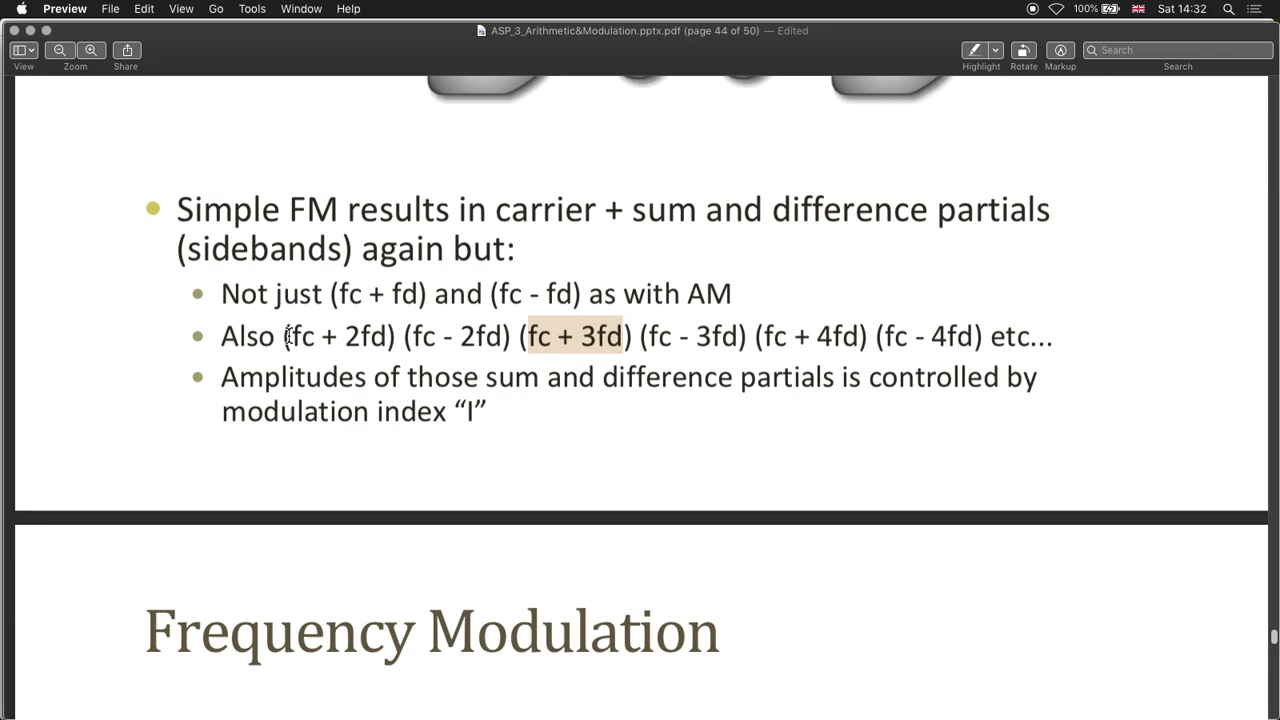 Preview File Edit View Go Tools Window Help 100% Sat 14:32
ASP_3_Arithmetic&Modulation.pptx.pdf (page 44 of 50) — Edited
Search
View Zoom Share Highlight Rotate Markup Search
• Simple FM results in carrier + sum and difference partials
(sidebands) again but:
• Not just (fc + fd) and (fc - fd) as with AM
• Also (fc + 2fd) (fc - 2fd) (fc + 3fd) (fc - 3fd) (fc + 4fd) (fc - 4fd) etc...
• Amplitudes of those sum and difference partials is controlled by
modulation index “I”
Frequency Modulation